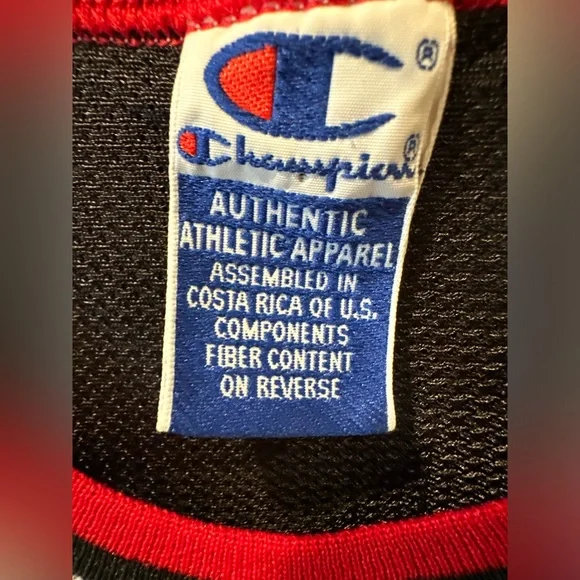 ®
Champion®
AUTHENTIC
ATHLETIC APPAREL
ASSEMBLED IN
COSTA RICA OF U.S.
COMPONENTS
FIBER CONTENT
ON REVERSE